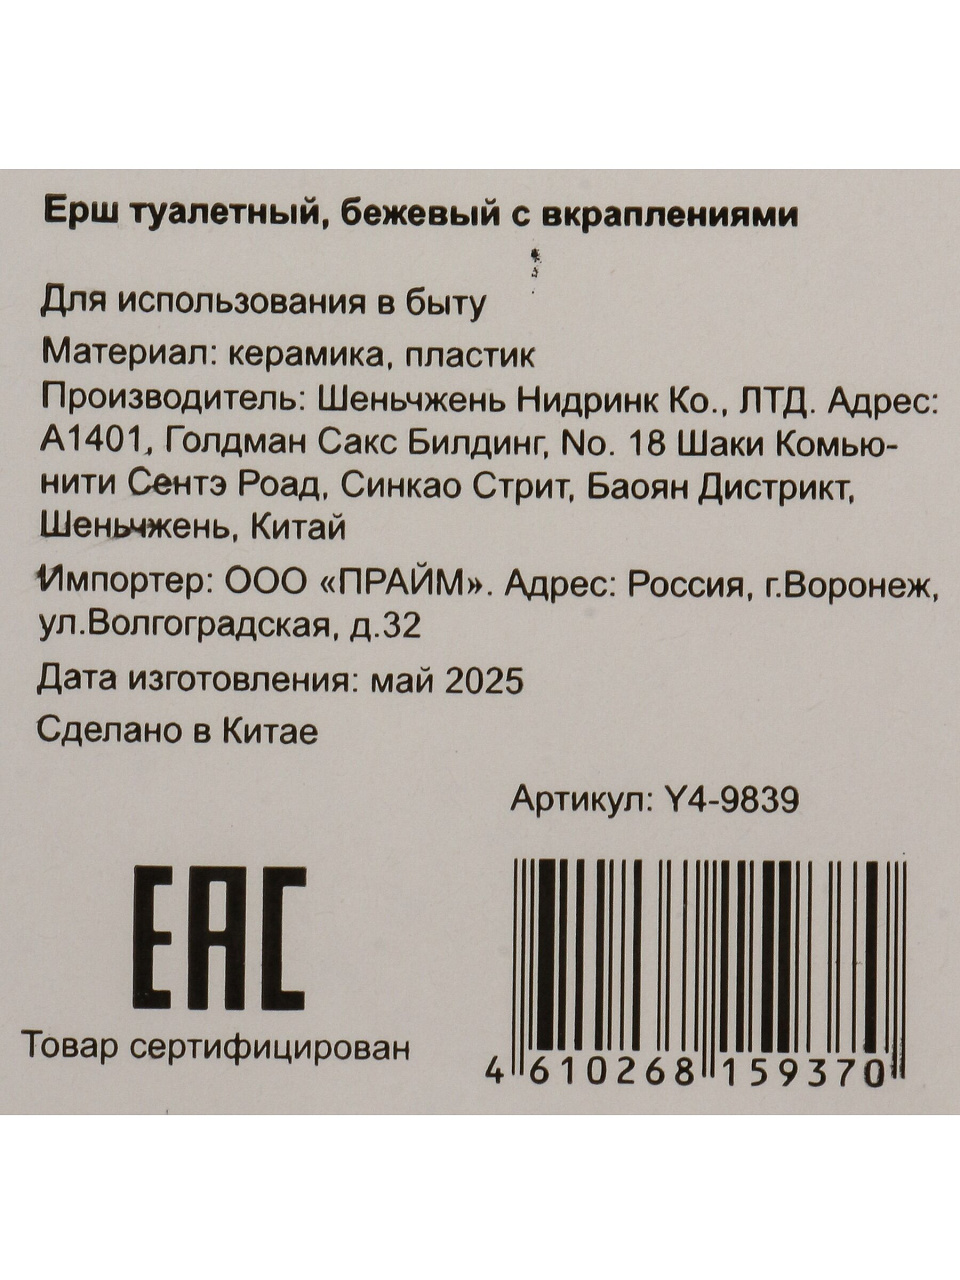 Ерш туалетный, бежевый с вкраплениями
Для использования в быту
Материал: керамика, пластик
Производитель: Шеньчжень Нидринк Ко., ЛТД. Адрес:
А1401, Голдман Сакс Билдинг, No. 18 Шаки Комью-
нити Сентэ Роад, Синкао Стрит, Баоян Дистрикт,
Шеньчжень, Китай
Импортер: ООО «ПРАЙМ». Адрес: Россия, г.Воронеж,
ул.Волгоградская, д.32
Дата изготовления: май 2025
Сделано в Китае
Артикул: Y4-9839
EAC
Товар сертифицирован
4 610268 159370